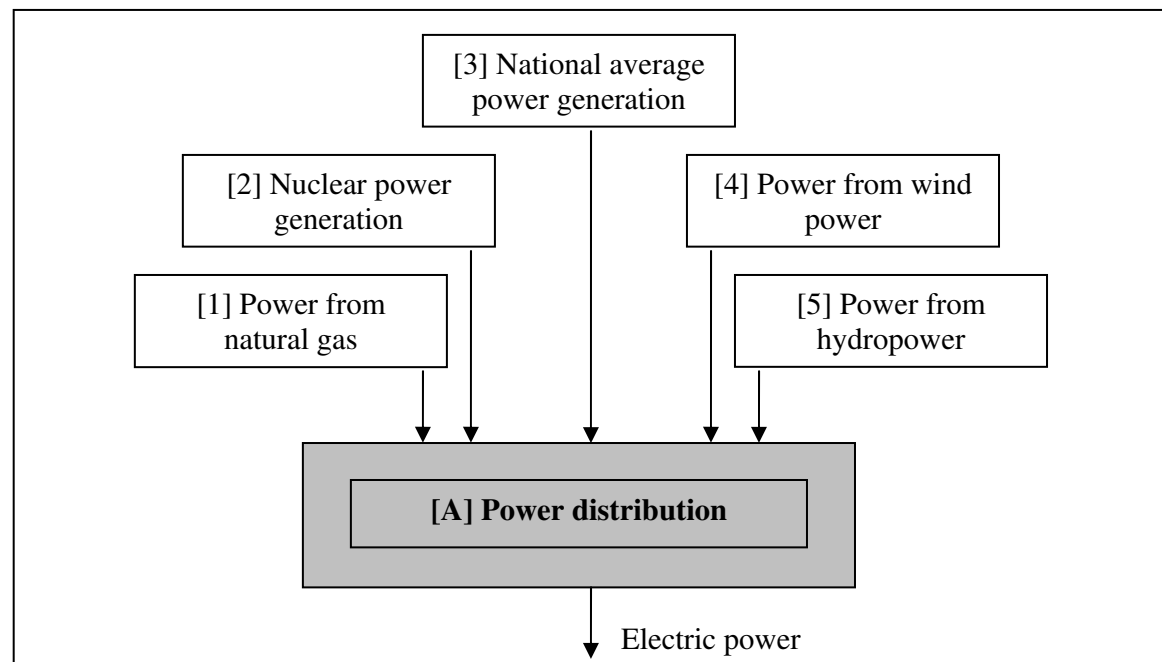 [3] National average
power generation
[2] Nuclear power
generation
[4] Power from wind
power
[1] Power from
natural gas
[5] Power from
hydropower
[A] Power distribution
Electric power